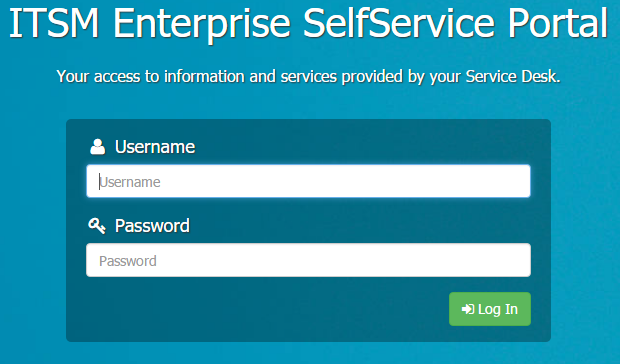 ITSM Enterprise SelfService Portal
Your access to information and services provided by your Service Desk.
Username
Username
Password
Password
Log In